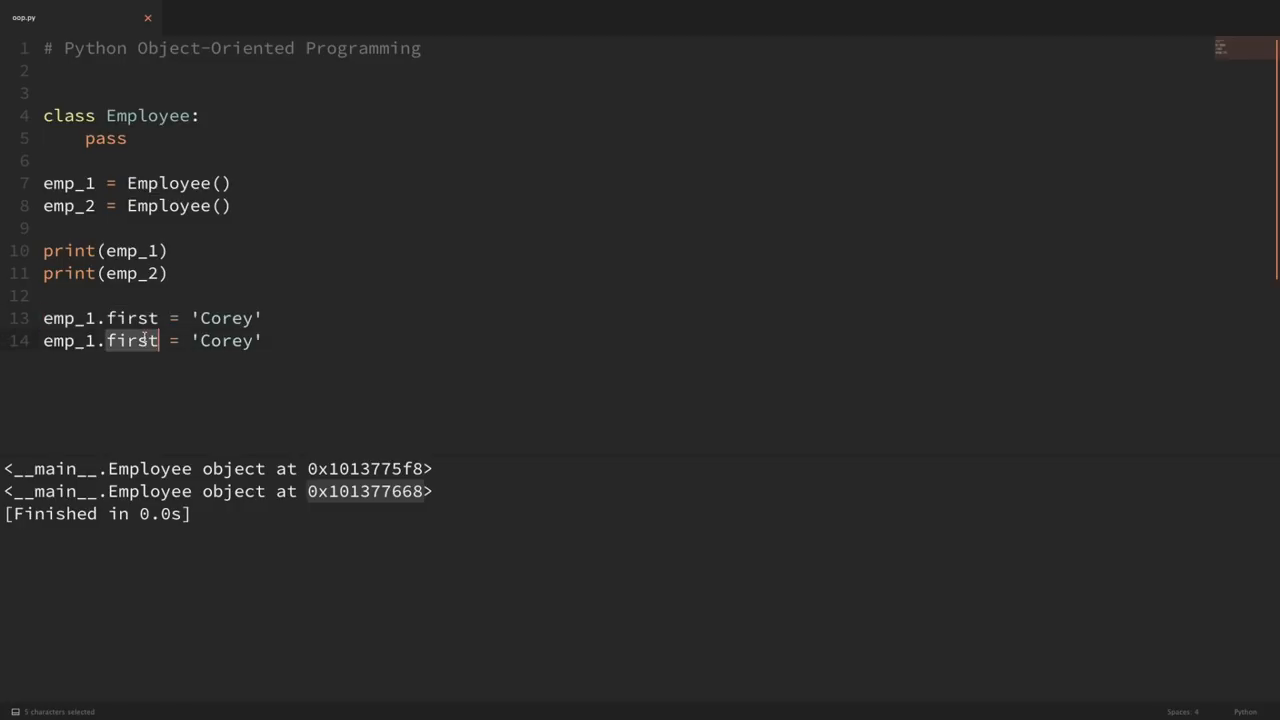 oop.py ×
1 # Python Object-Oriented Programming
2
3
4 class Employee:
5     pass
6
7 emp_1 = Employee()
8 emp_2 = Employee()
9
10 print(emp_1)
11 print(emp_2)
12
13 emp_1.first = 'Corey'
14 emp_1.first = 'Corey'
<__main__.Employee object at 0x1013775f8>
<__main__.Employee object at 0x101377668>
[Finished in 0.0s]
5 characters selected Spaces: 4 Python